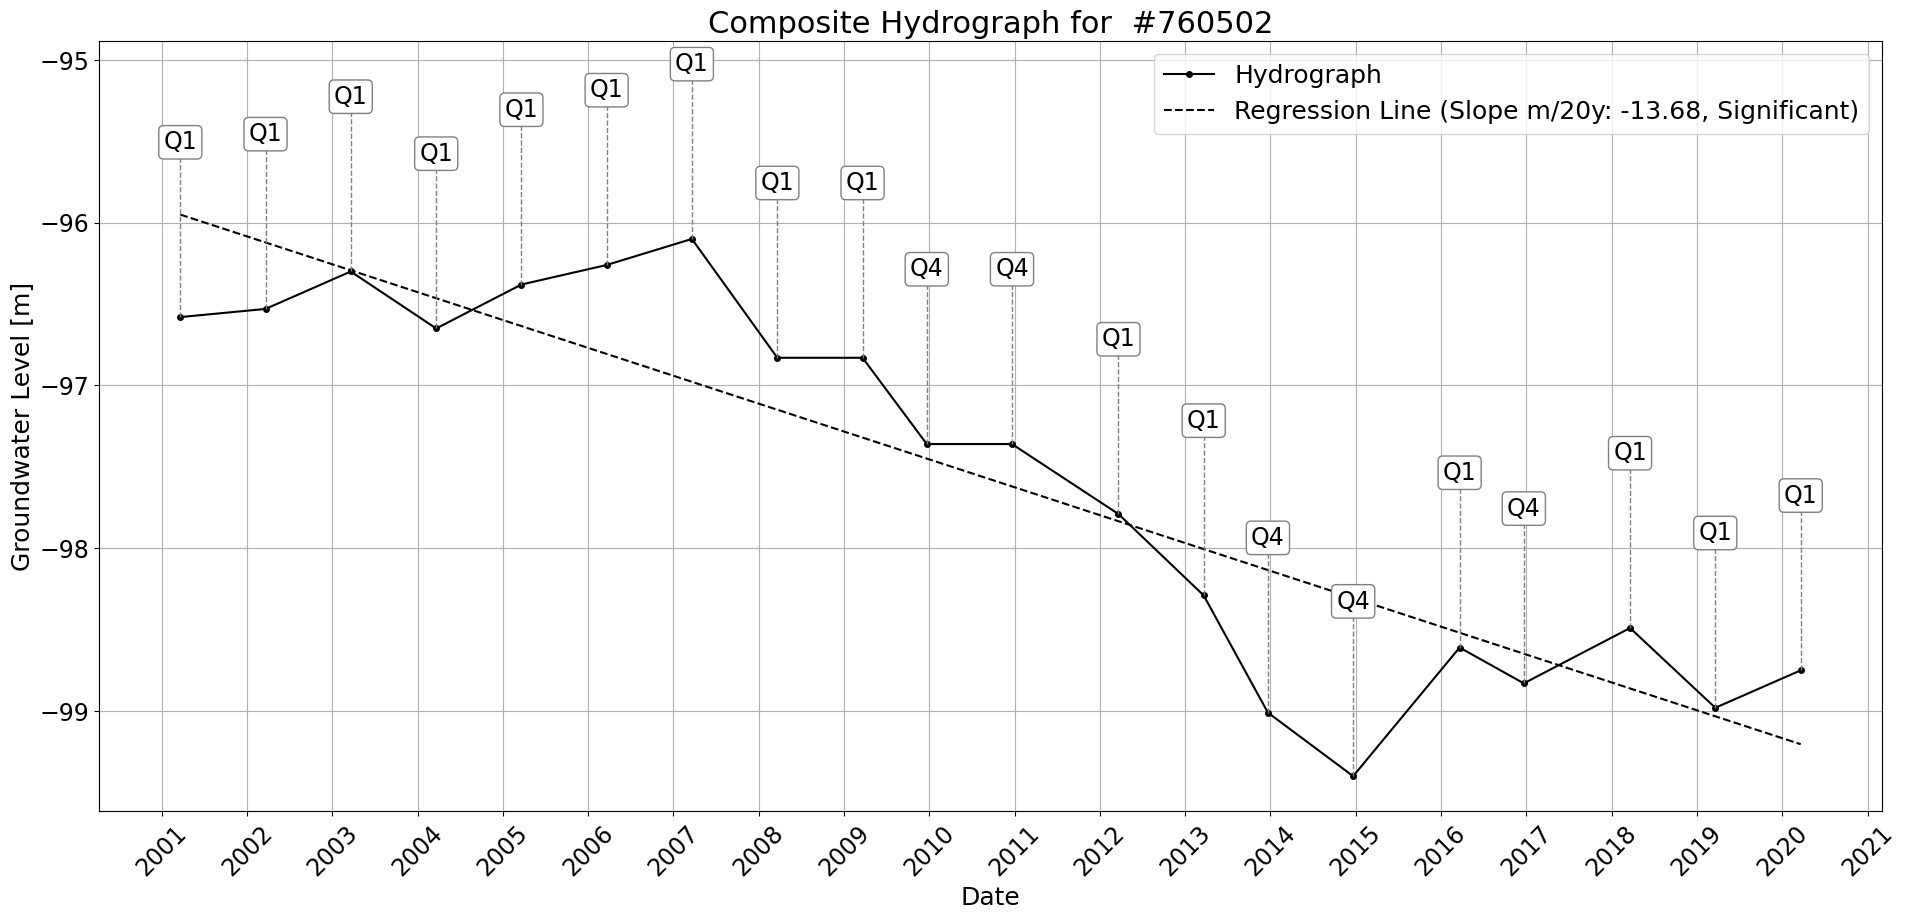 Composite Hydrograph for  #760502
Hydrograph
Regression Line (Slope m/20y: -13.68, Significant)
Groundwater Level [m]
−95
−96
−97
−98
−99
Q1
Q1
Q1
Q1
Q1
Q1
Q1
Q1
Q1
Q4
Q4
Q1
Q1
Q4
Q4
Q1
Q4
Q1
Q1
Q1
2001
2002
2003
2004
2005
2006
2007
2008
2009
2010
2011
2012
2013
2014
2015
2016
2017
2018
2019
2020
2021
Date